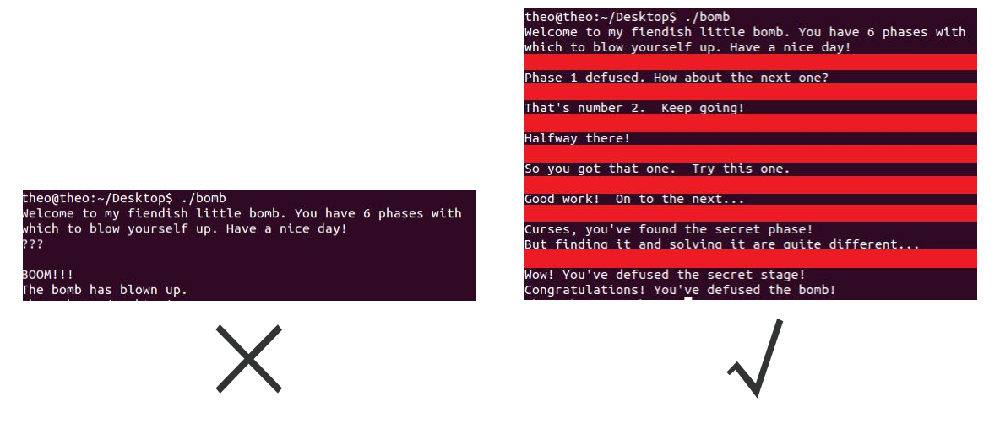 theo@theo:~/Desktop$ ./bomb
Welcome to my fiendish little bomb. You have 6 phases with
which to blow yourself up. Have a nice day!
???
BOOM!!!
The bomb has blown up.
theo@theo:~/Desktop$ ./bomb
Welcome to my fiendish little bomb. You have 6 phases with
which to blow yourself up. Have a nice day!
Phase 1 defused. How about the next one?
That's number 2.  Keep going!
Halfway there!
So you got that one.  Try this one.
Good work!  On to the next...
Curses, you've found the secret phase!
But finding it and solving it are quite different...
Wow! You've defused the secret stage!
Congratulations! You've defused the bomb!